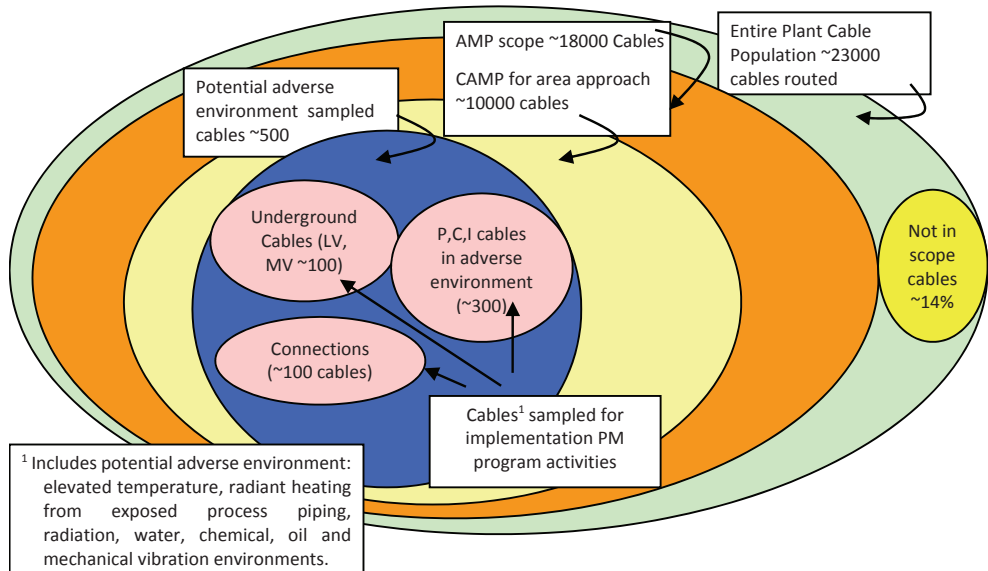 AMP scope ~18000 Cables
CAMP for area approach
~10000 cables
Entire Plant Cable
Population ~23000
cables routed
Potential adverse
environment sampled
cables ~500
Underground
Cables (LV,
MV ~100)
P,C,I cables
in adverse
environment
(~300)
Not in
scope
cables
~14%
Connections
(~100 cables)
Cables¹ sampled for
implementation PM
program activities
¹ Includes potential adverse environment:
elevated temperature, radiant heating
from exposed process piping,
radiation, water, chemical, oil and
mechanical vibration environments.